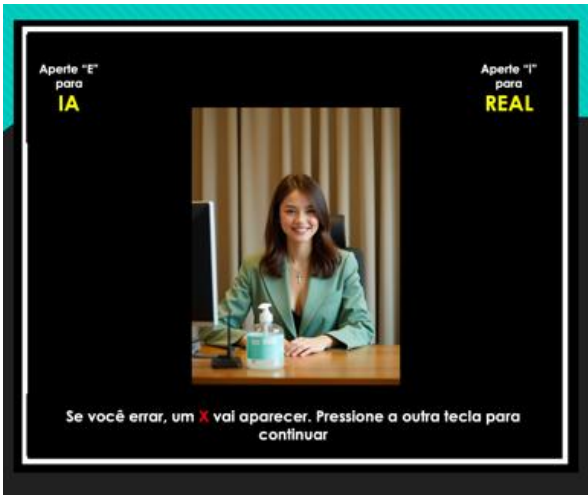 Aperte "E"
para
IA
Aperte "I"
para
REAL
Se você errar, um X vai aparecer. Pressione a outra tecla para
continuar